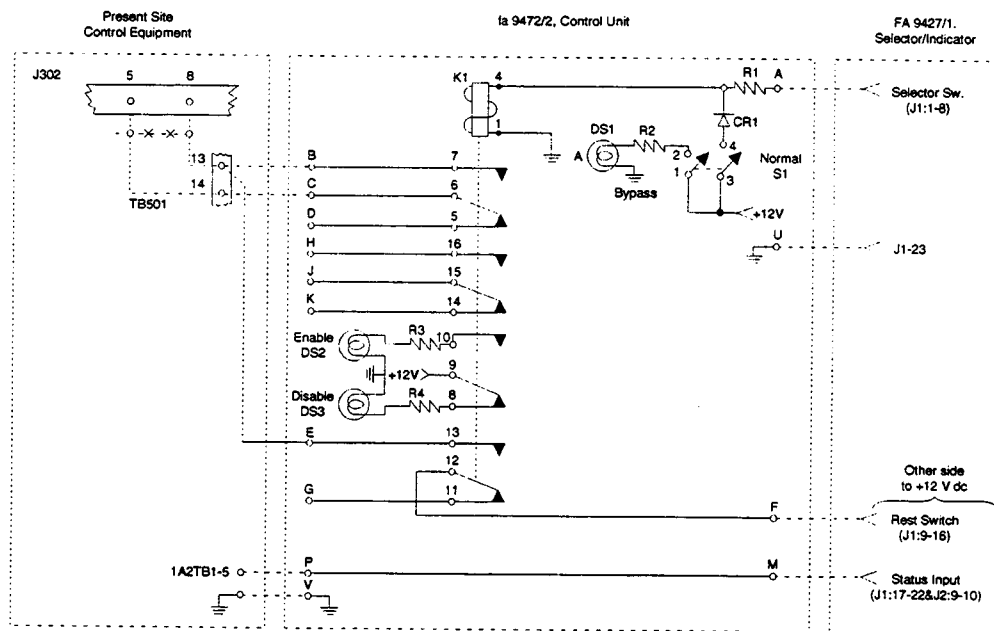 Present Site
Control Equipment
fa 9472/2, Control Unit
FA 9427/1.
Selector/Indicator
J302
5
8
K1
4
R1
A
Selector Sw.
(J1:1-8)
CR1
1
DS1
R2
A
2
4
Normal
S1
1
3
Bypass
+12V
13
B
7
14
C
6
TB501
D
5
U
J1-23
H
16
J
15
K
14
Enable
DS2
R3
10
+12V
9
Disable
DS3
R4
8
E
13
12
G
11
Other side
to +12 V dc
F
Rest Switch
(J1:9-16)
1A2TB1-5
P
M
V
Status Input
(J1:17-22&J2:9-10)